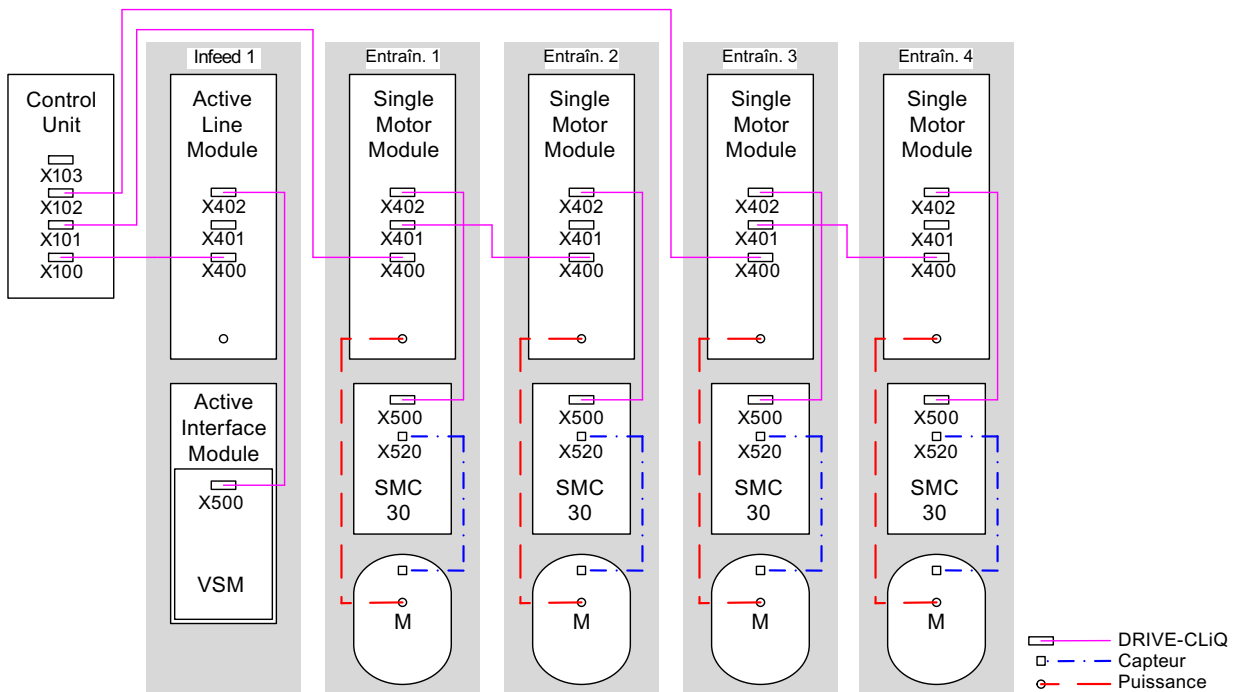 Control
Unit
X103
X102
X101
X100
Infeed 1
Active
Line
Module
X402
X401
X400
Active
Interface
Module
X500
VSM
Entraîn. 1
Single
Motor
Module
X402
X401
X400
X500
X520
SMC
30
M
Entraîn. 2
Single
Motor
Module
X402
X401
X400
X500
X520
SMC
30
M
Entraîn. 3
Single
Motor
Module
X402
X401
X400
X500
X520
SMC
30
M
Entraîn. 4
Single
Motor
Module
X402
X401
X400
X500
X520
SMC
30
M
DRIVE-CLiQ
Capteur
Puissance